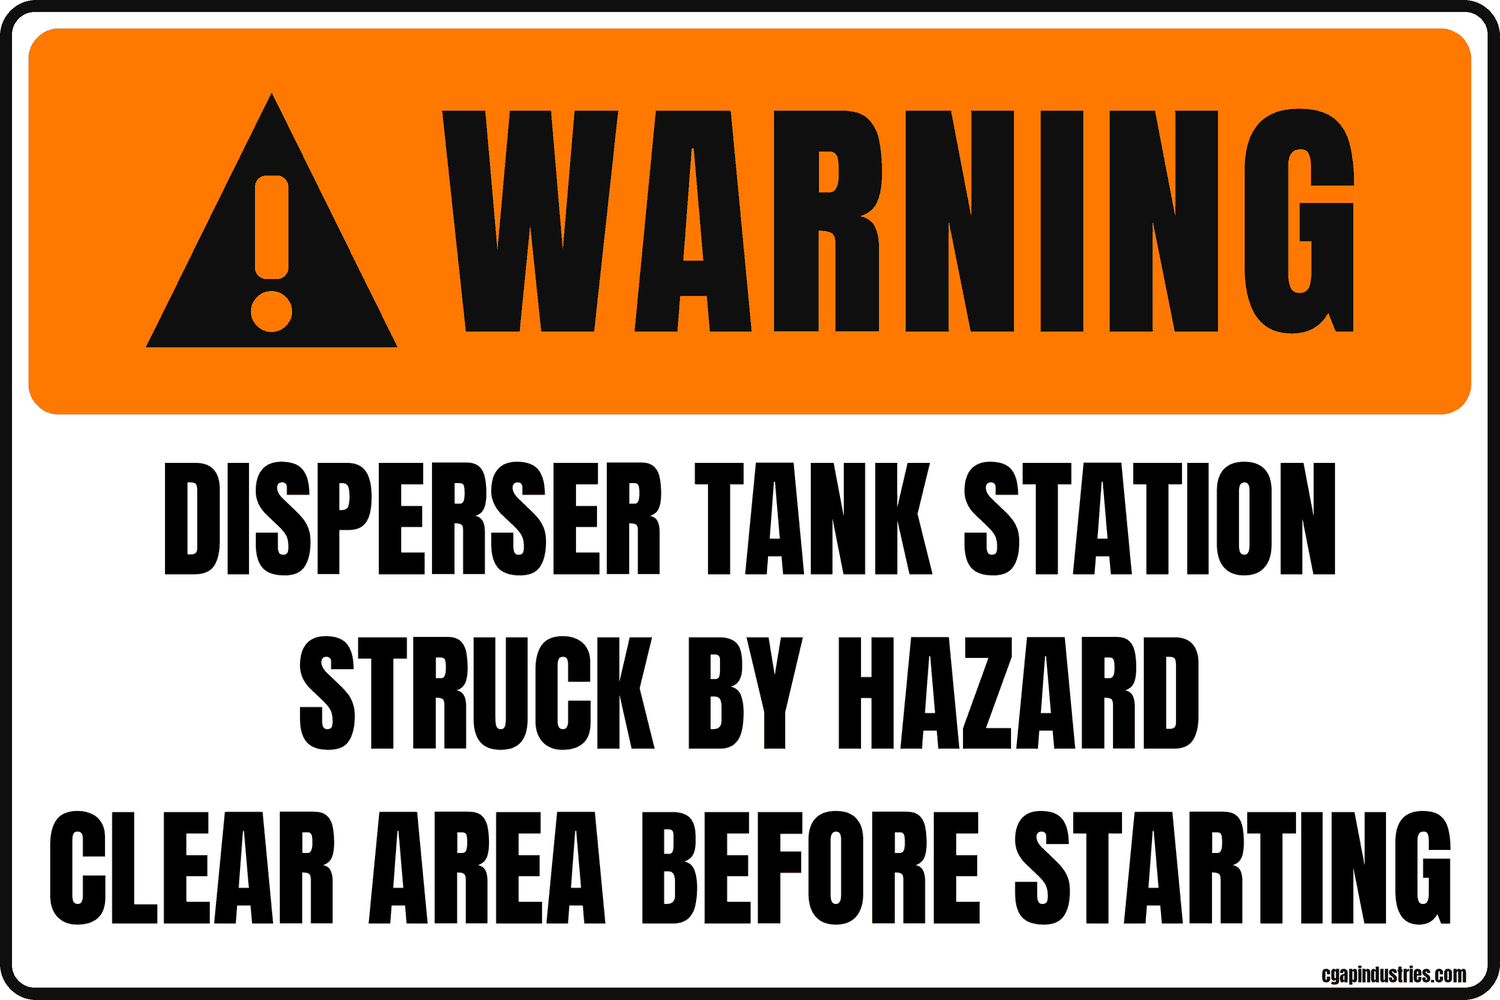 WARNING
DISPERSER TANK STATION
STRUCK BY HAZARD
CLEAR AREA BEFORE STARTING
cgapindustries.com